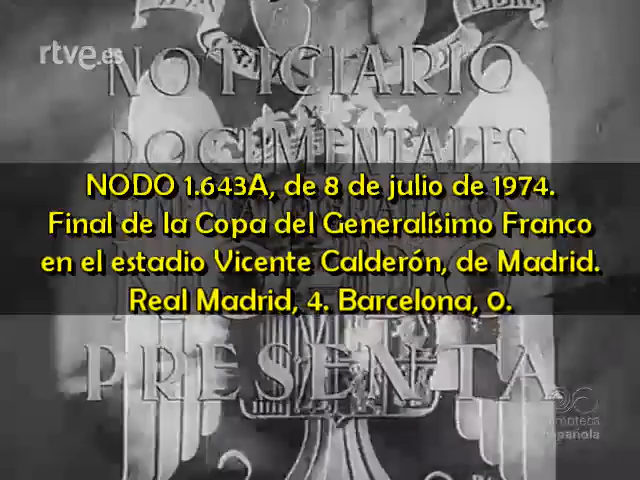 rtve.es
NOTICIARIO
DOCUMENTALES
NODO 1.643A, de 8 de julio de 1974.
Final de la Copa del Generalísimo Franco
en el estadio Vicente Calderón, de Madrid.
Real Madrid, 4. Barcelona, 0.
PRESENTA